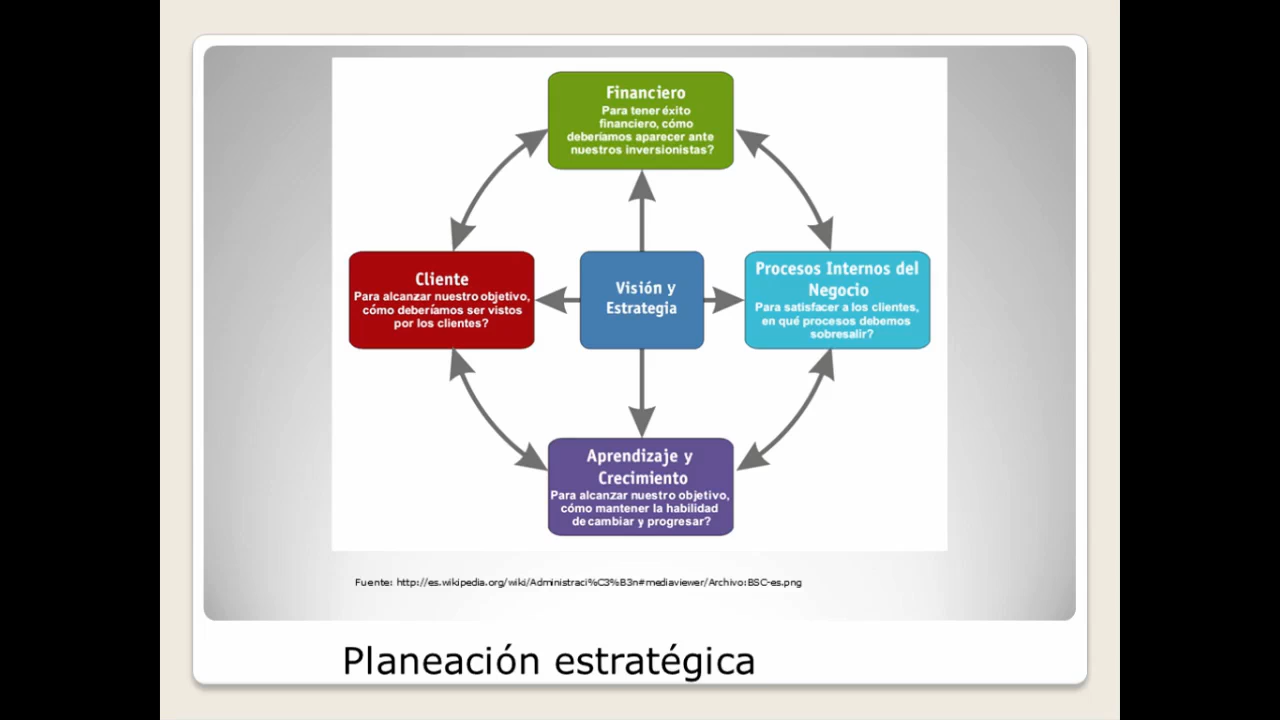 Financiero
Para tener éxito
financiero, cómo
deberíamos aparecer ante
nuestros inversionistas?
Cliente
Para alcanzar nuestro objetivo,
cómo deberíamos ser vistos
por los clientes?
Visión y
Estrategia
Procesos Internos del
Negocio
Para satisfacer a los clientes,
en qué procesos debemos
sobresalir?
Aprendizaje y
Crecimiento
Para alcanzar nuestro objetivo,
cómo mantener la habilidad
de cambiar y progresar?
Fuente: http://es.wikipedia.org/wiki/Administraci%C3%B3n#mediaviewer/Archivo:BSC-es.png
Planeación estratégica